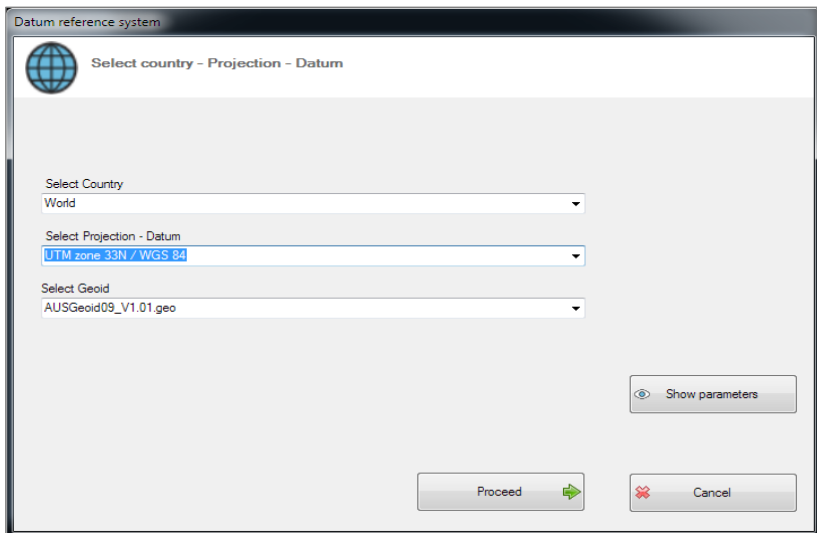 Datum reference system
Select country - Projection - Datum
Select Country
World
Select Projection - Datum
UTM zone 33N / WGS 84
Select Geoid
AUSGeoid09_V1.01.geo
Show parameters
Proceed
Cancel